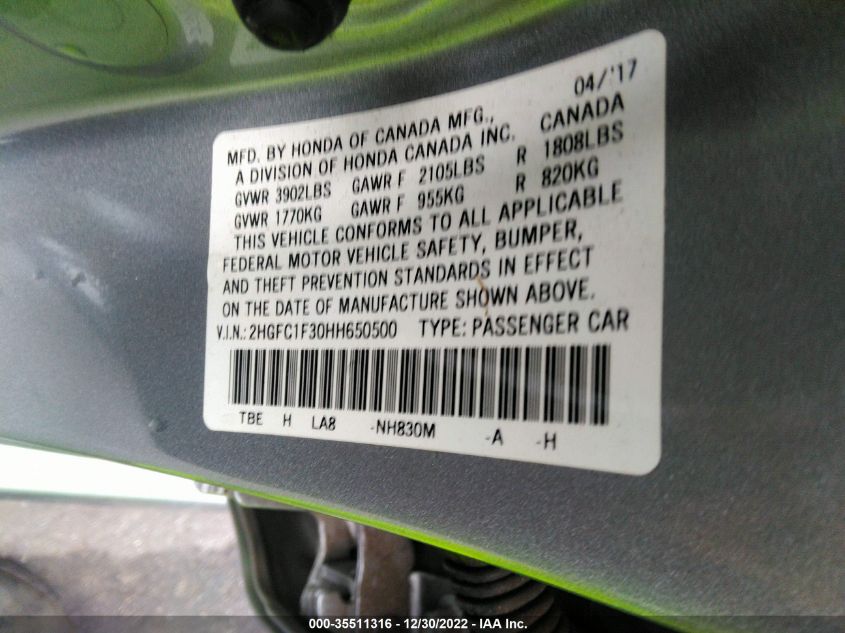 04/'17
MFD. BY HONDA OF CANADA MFG.,
A DIVISION OF HONDA CANADA INC. CANADA
GVWR 3902LBS GAWR F 2105LBS R 1808LBS
GVWR 1770KG GAWR F 955KG R 820KG
THIS VEHICLE CONFORMS TO ALL APPLICABLE
FEDERAL MOTOR VEHICLE SAFETY, BUMPER,
AND THEFT PREVENTION STANDARDS IN EFFECT
ON THE DATE OF MANUFACTURE SHOWN ABOVE.
V.I.N.: 2HGFC1F30HH650500 TYPE: PASSENGER CAR
TBE H LA8 -NH830M -A -H
000-35511316 - 12/30/2022 - IAA Inc.